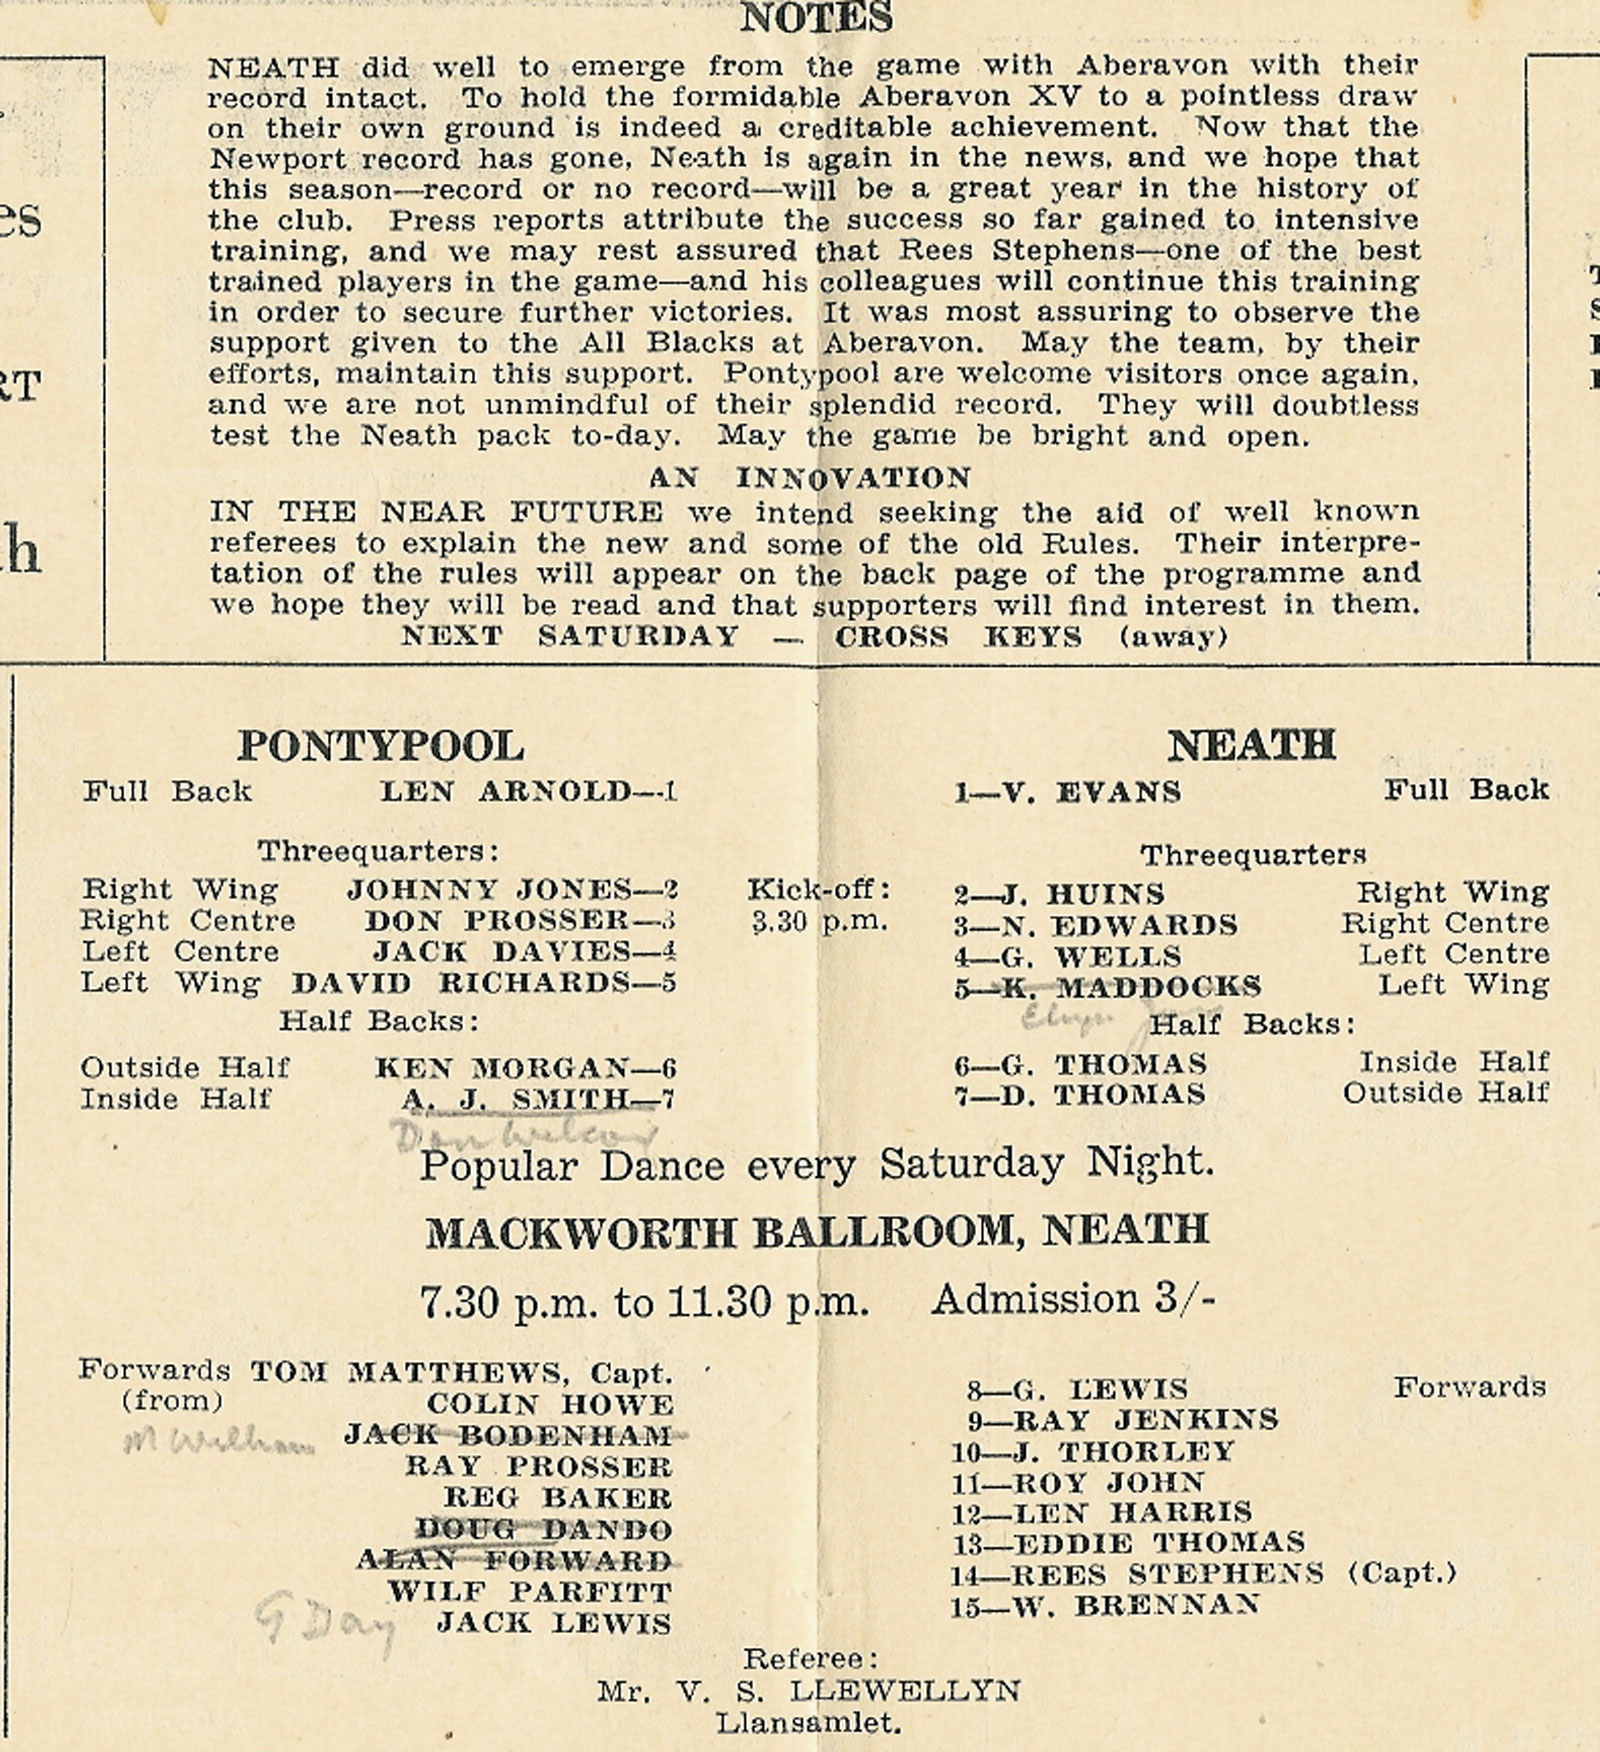 NOTES
NEATH did well to emerge from the game with Aberavon with their
record intact. To hold the formidable Aberavon XV to a pointless draw
on their own ground is indeed a creditable achievement. Now that the
Newport record has gone, Neath is again in the news, and we hope that
this season—record or no record—will be a great year in the history of
the club. Press reports attribute the success so far gained to intensive
training, and we may rest assured that Rees Stephens—one of the best
trained players in the game—and his colleagues will continue this training
in order to secure further victories. It was most assuring to observe the
support given to the All Blacks at Aberavon. May the team, by their
efforts, maintain this support. Pontypool are welcome visitors once again,
and we are not unmindful of their splendid record. They will doubtless
test the Neath pack to-day. May the game be bright and open.
AN INNOVATION
IN THE NEAR FUTURE we intend seeking the aid of well known
referees to explain the new and some of the old Rules. Their interpre-
tation of the rules will appear on the back page of the programme and
we hope they will be read and that supporters will find interest in them.
NEXT SATURDAY — CROSS KEYS (away)
PONTYPOOL
Full Back LEN ARNOLD—1
Threequarters:
Right Wing JOHNNY JONES—2
Right Centre DON PROSSER—3
Left Centre JACK DAVIES—4
Left Wing DAVID RICHARDS—5
Half Backs:
Outside Half KEN MORGAN—6
Inside Half A. J. SMITH—7
Don
Kick-off:
3.30 p.m.
NEATH
1—V. EVANS Full Back
Threequarters
2—J. HUINS Right Wing
3—N. EDWARDS Right Centre
4—G. WELLS Left Centre
5—K. MADDOCKS Left Wing
Half Backs:
6—G. THOMAS Inside Half
7—D. THOMAS Outside Half
Popular Dance every Saturday Night.
MACKWORTH BALLROOM, NEATH
7.30 p.m. to 11.30 p.m. Admission 3/-
Forwards TOM MATTHEWS, Capt.
(from) COLIN HOWE
JACK BODENHAM
RAY PROSSER
REG BAKER
DOUG DANDO
ALAN FORWARD
WILF PARFITT
G Day JACK LEWIS
8—G. LEWIS Forwards
9—RAY JENKINS
10—J. THORLEY
11—ROY JOHN
12—LEN HARRIS
13—EDDIE THOMAS
14—REES STEPHENS (Capt.)
15—W. BRENNAN
Referee:
Mr. V. S. LLEWELLYN
Llansamlet.